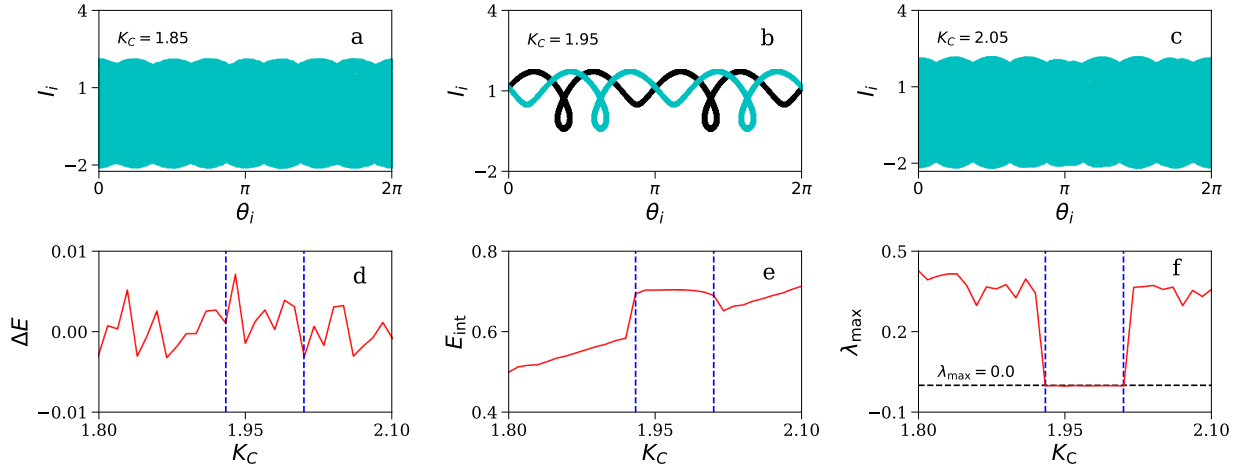 4
1
−2
I_i
K_C = 1.85
a
0
π
2π
θ_i
4
1
−2
I_i
K_C = 1.95
b
0
π
2π
θ_i
4
1
−2
I_i
K_C = 2.05
c
0
π
2π
θ_i
0.01
0.00
−0.01
ΔE
d
1.80
1.95
2.10
K_C
0.8
0.6
0.4
E_int
e
1.80
1.95
2.10
K_C
0.5
0.2
−0.1
λ_max
f
λ_max = 0.0
1.80
1.95
2.10
K_C